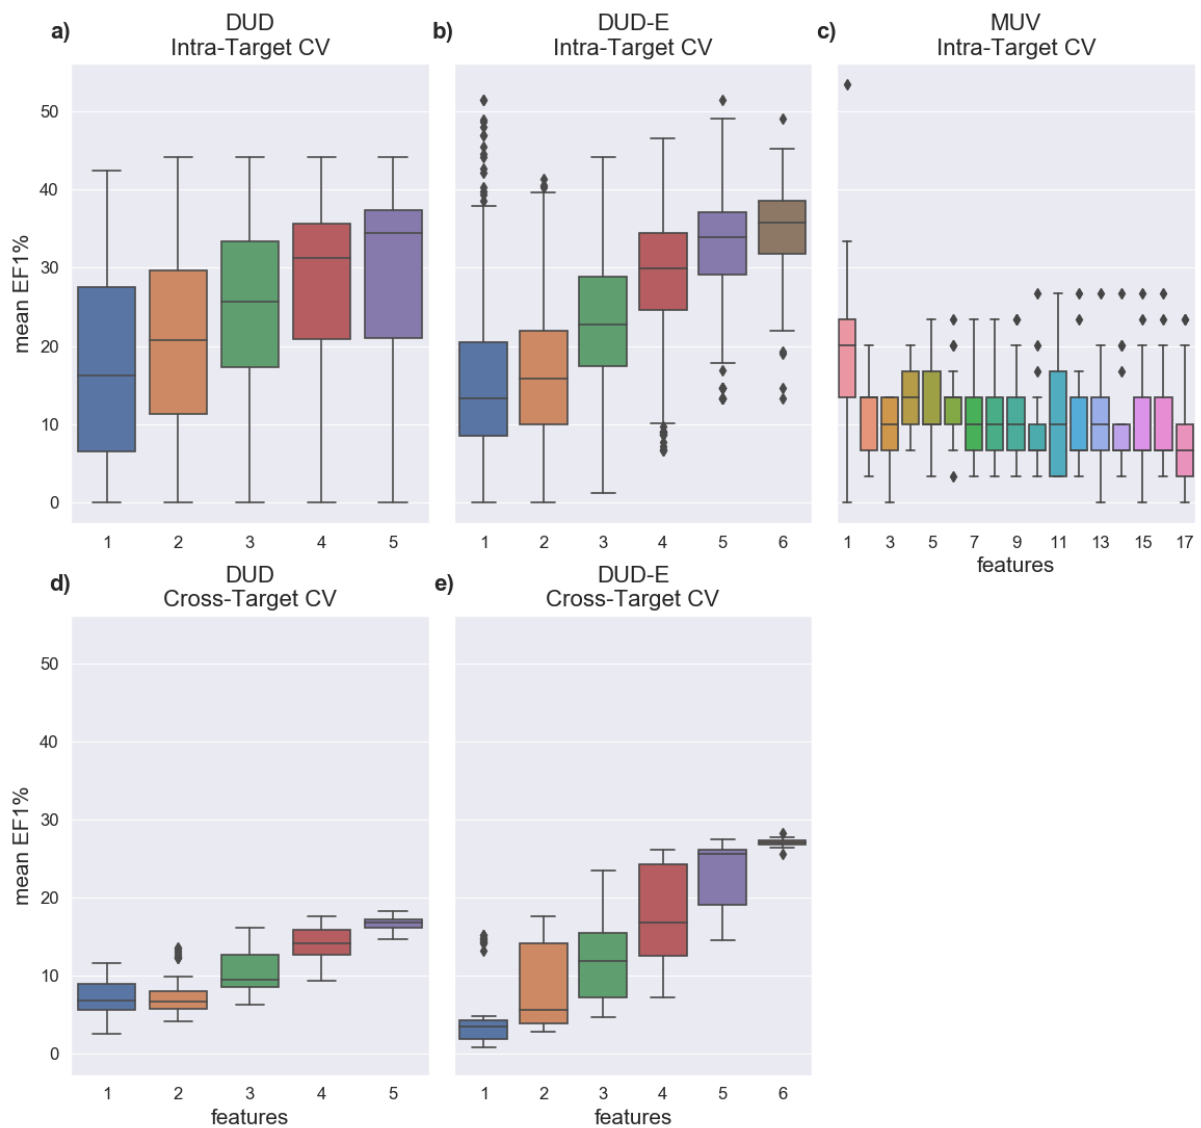 a)
DUD
Intra-Target CV
b)
DUD-E
Intra-Target CV
c)
MUV
Intra-Target CV
mean EF1%
50
40
30
20
10
0
1 2 3 4 5
1 2 3 4 5 6
1 3 5 7 9 11 13 15 17
features
d)
DUD
Cross-Target CV
e)
DUD-E
Cross-Target CV
mean EF1%
50
40
30
20
10
0
1 2 3 4 5
features
1 2 3 4 5 6
features